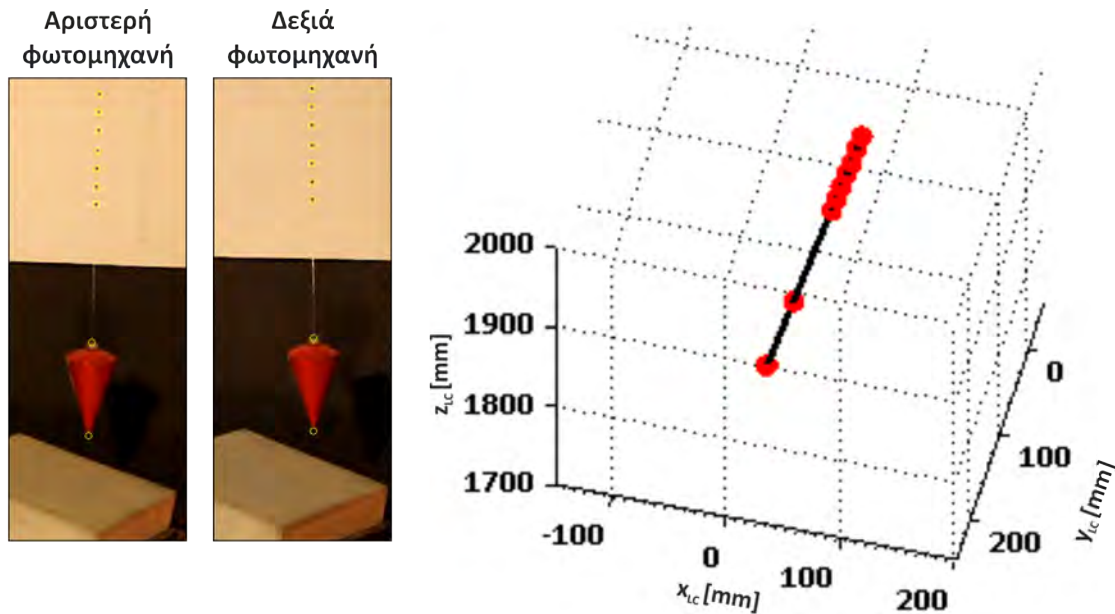 Αριστερή
φωτομηχανή
Δεξιά
φωτομηχανή
2000
1900
1800
1700
z_LC [mm]
-100
0
100
200
x_LC [mm]
0
100
200
y_LC [mm]